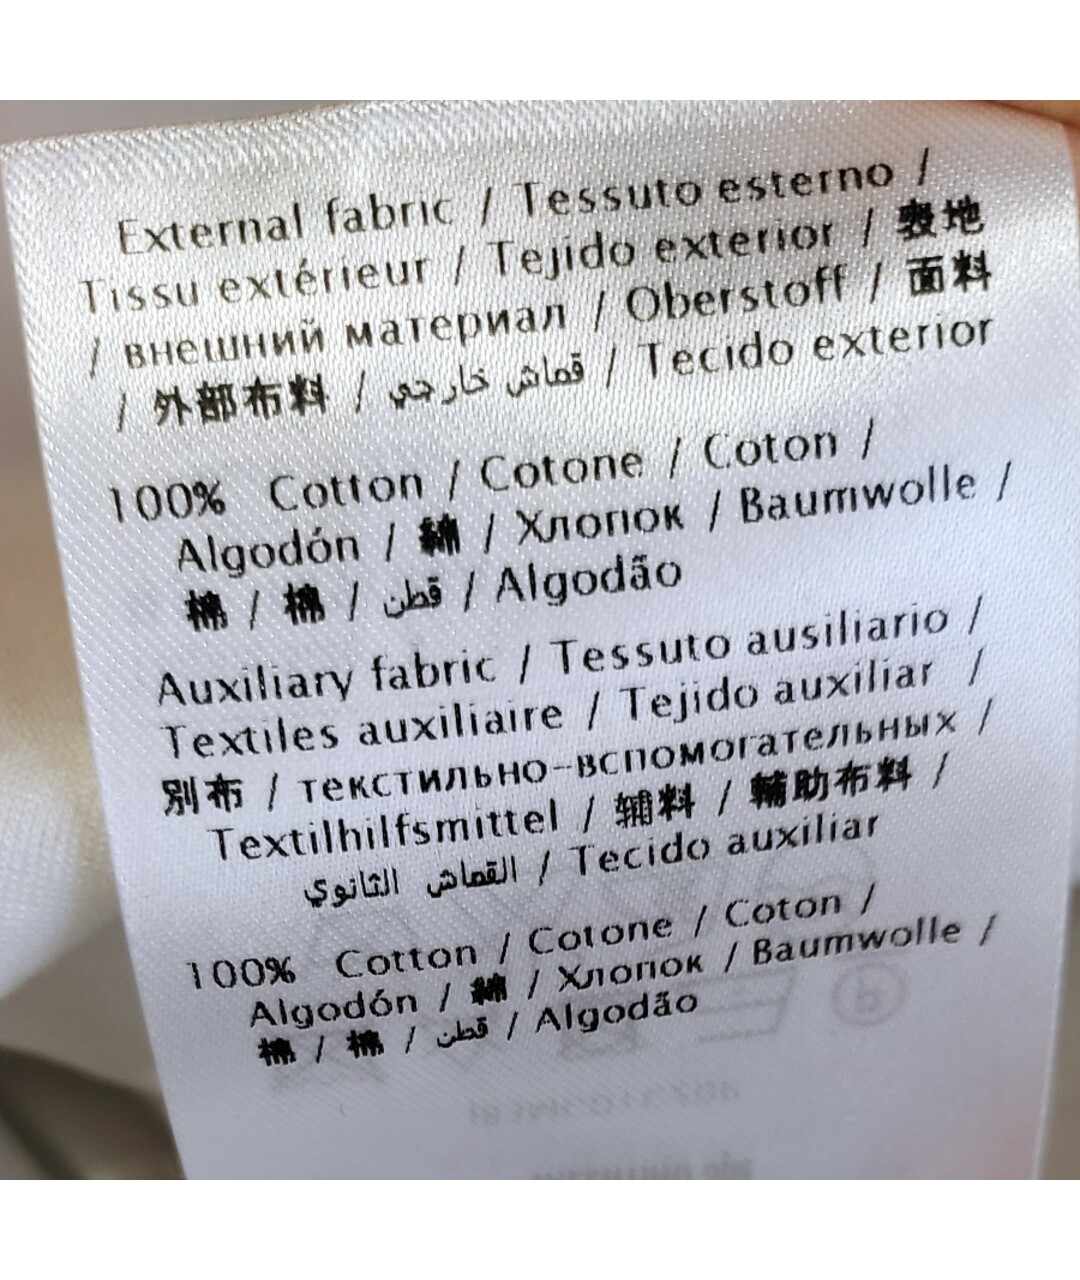 External fabric / Tessuto esterno /
Tissu extérieur / Tejido exterior / 表地
/ внешний материал / Oberstoff / 面料
/ 外部布料 / قماش خارجي / Tecido exterior
100% Cotton / Cotone / Coton /
Algodón / 綿 / Хлопок / Baumwolle /
棉 / 棉 / قطن / Algodão
Auxiliary fabric / Tessuto ausiliario /
Textiles auxiliaire / Tejido auxiliar /
別布 / текстильно-вспомогательных /
Textilhilfsmittel / 辅料 / 輔助布料 /
القماش الثانوي / Tecido auxiliar
100% Cotton / Cotone / Coton /
Algodón / 綿 / Хлопок / Baumwolle /
棉 / 棉 / قطن / Algodão